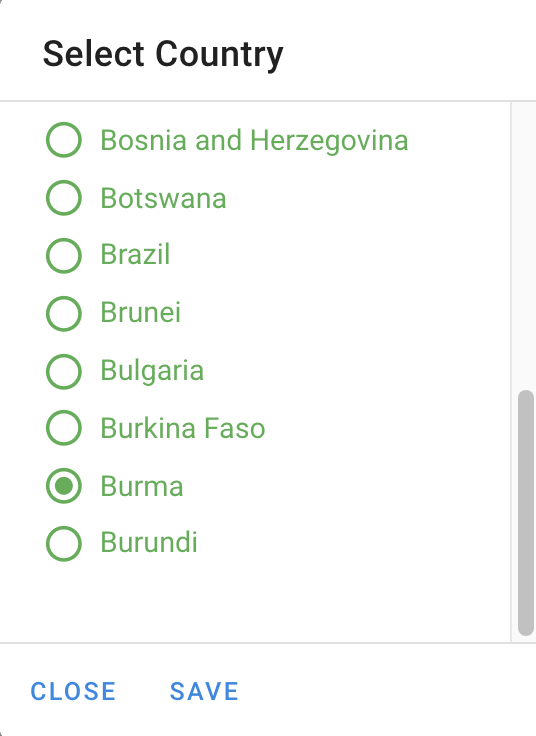 Select Country
Bosnia and Herzegovina
Botswana
Brazil
Brunei
Bulgaria
Burkina Faso
Burma
Burundi
CLOSE SAVE